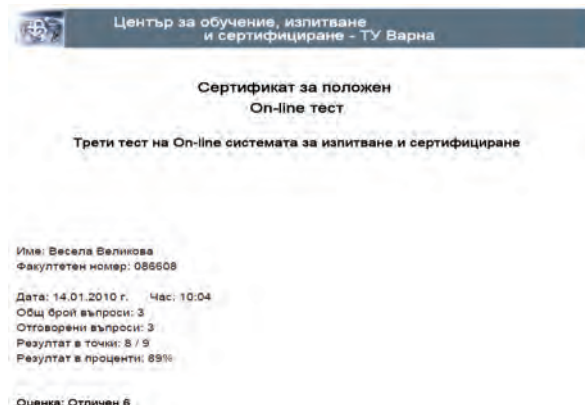 Център за обучение, изпитване
и сертифициране - ТУ Варна
Сертификат за положен
On-line тест
Трети тест на On-line системата за изпитване и сертифициране
Име: Весела Великова
Факултетен номер: 086608
Дата: 14.01.2010 г. Час: 10:04
Общ брой въпроси: 3
Отговорени въпроси: 3
Резултат в точки: 8 / 9
Резултат в проценти: 89%
Оценка: Отличен 6